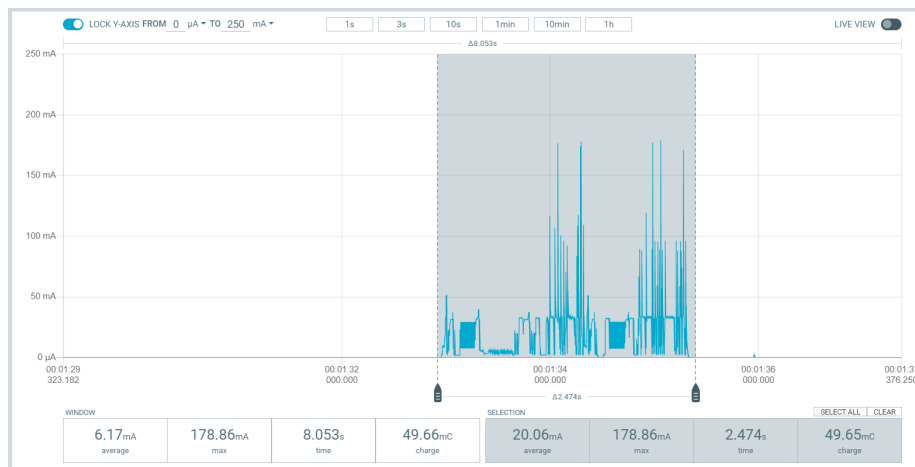 LOCK Y-AXIS FROM 0 µA TO 250 mA 1s 3s 10s 1min 10min 1h LIVE VIEW
Δ8.053s
250 mA
200 mA
150 mA
100 mA
50 mA
0 µA
00:01:29 00:01:32 00:01:34 00:01:36
323.182 000.000 000.000 000.000 376.250
Δ2.474s
WINDOW SELECTION SELECT ALL CLEAR
6.17mA 178.86mA 8.053s 49.66mC 20.06mA 178.86mA 2.474s 49.65mC
average max time charge average max time charge